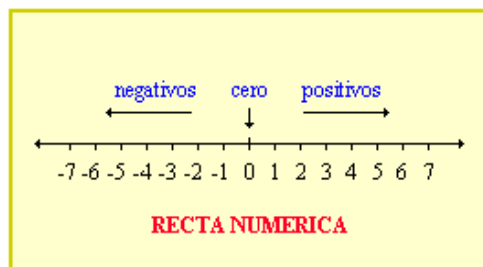 negativos cero positivos
-7 -6 -5 -4 -3 -2 -1 0 1 2 3 4 5 6 7
RECTA NUMERICA